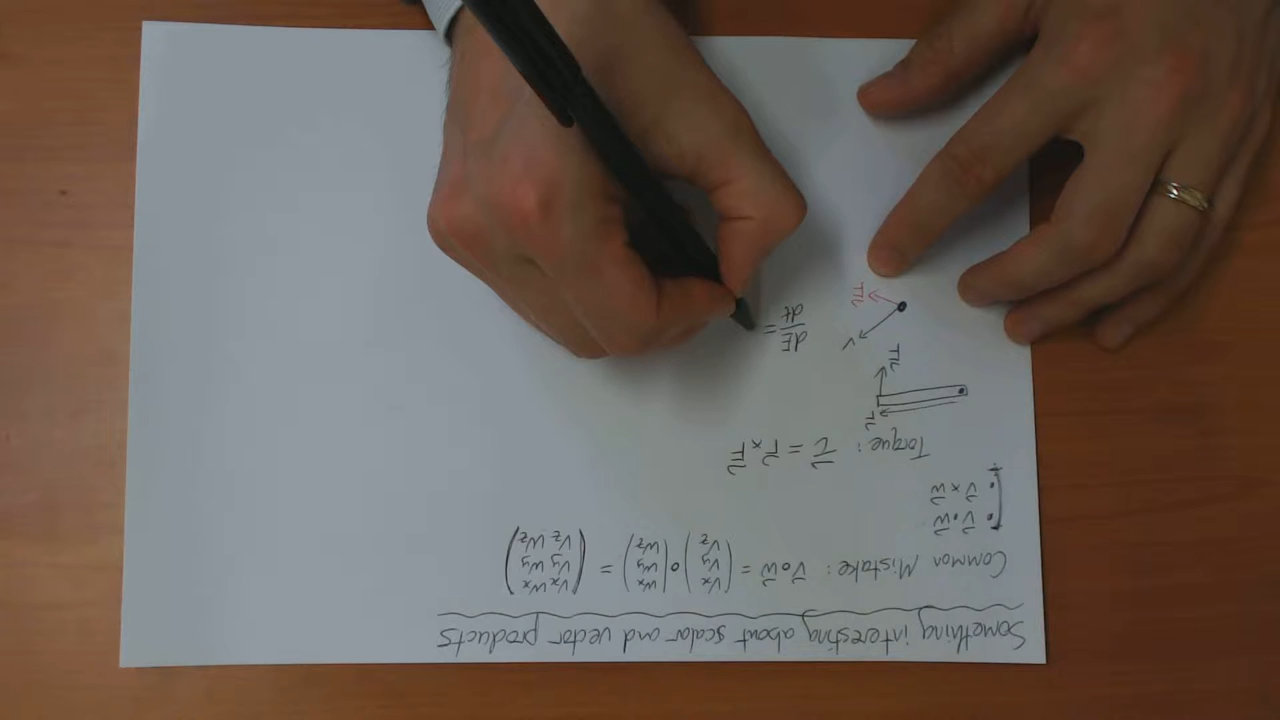 Something interesting about scalar and vector products
Common Mistake: v⃗∘w⃗ = (vx vy vz)∘(wx wy wz) = (vxwx vywy vzwz)
• v⃗∘w⃗
• v⃗×w⃗
Torque: τ⃗ = r⃗×F⃗
r⃗
F⃗
v
F⃗
dE/dt =